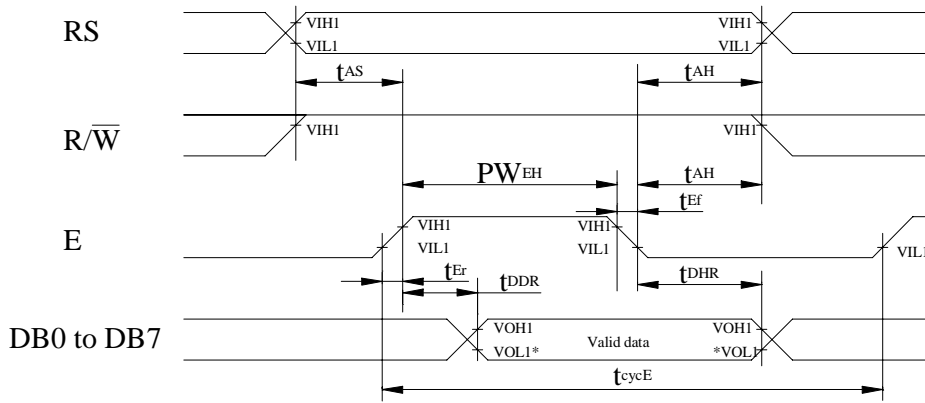 RS
VIH1
VIL1
VIH1
VIL1
tAS
tAH
R/W̅
VIH1
VIH1
PWEH
tAH
tEf
E
VIH1
VIL1
VIH1
VIL1
VIL1
tEr
tDDR
tDHR
DB0 to DB7
VOH1
VOL1*
Valid data
VOH1
*VOL1
tcycE